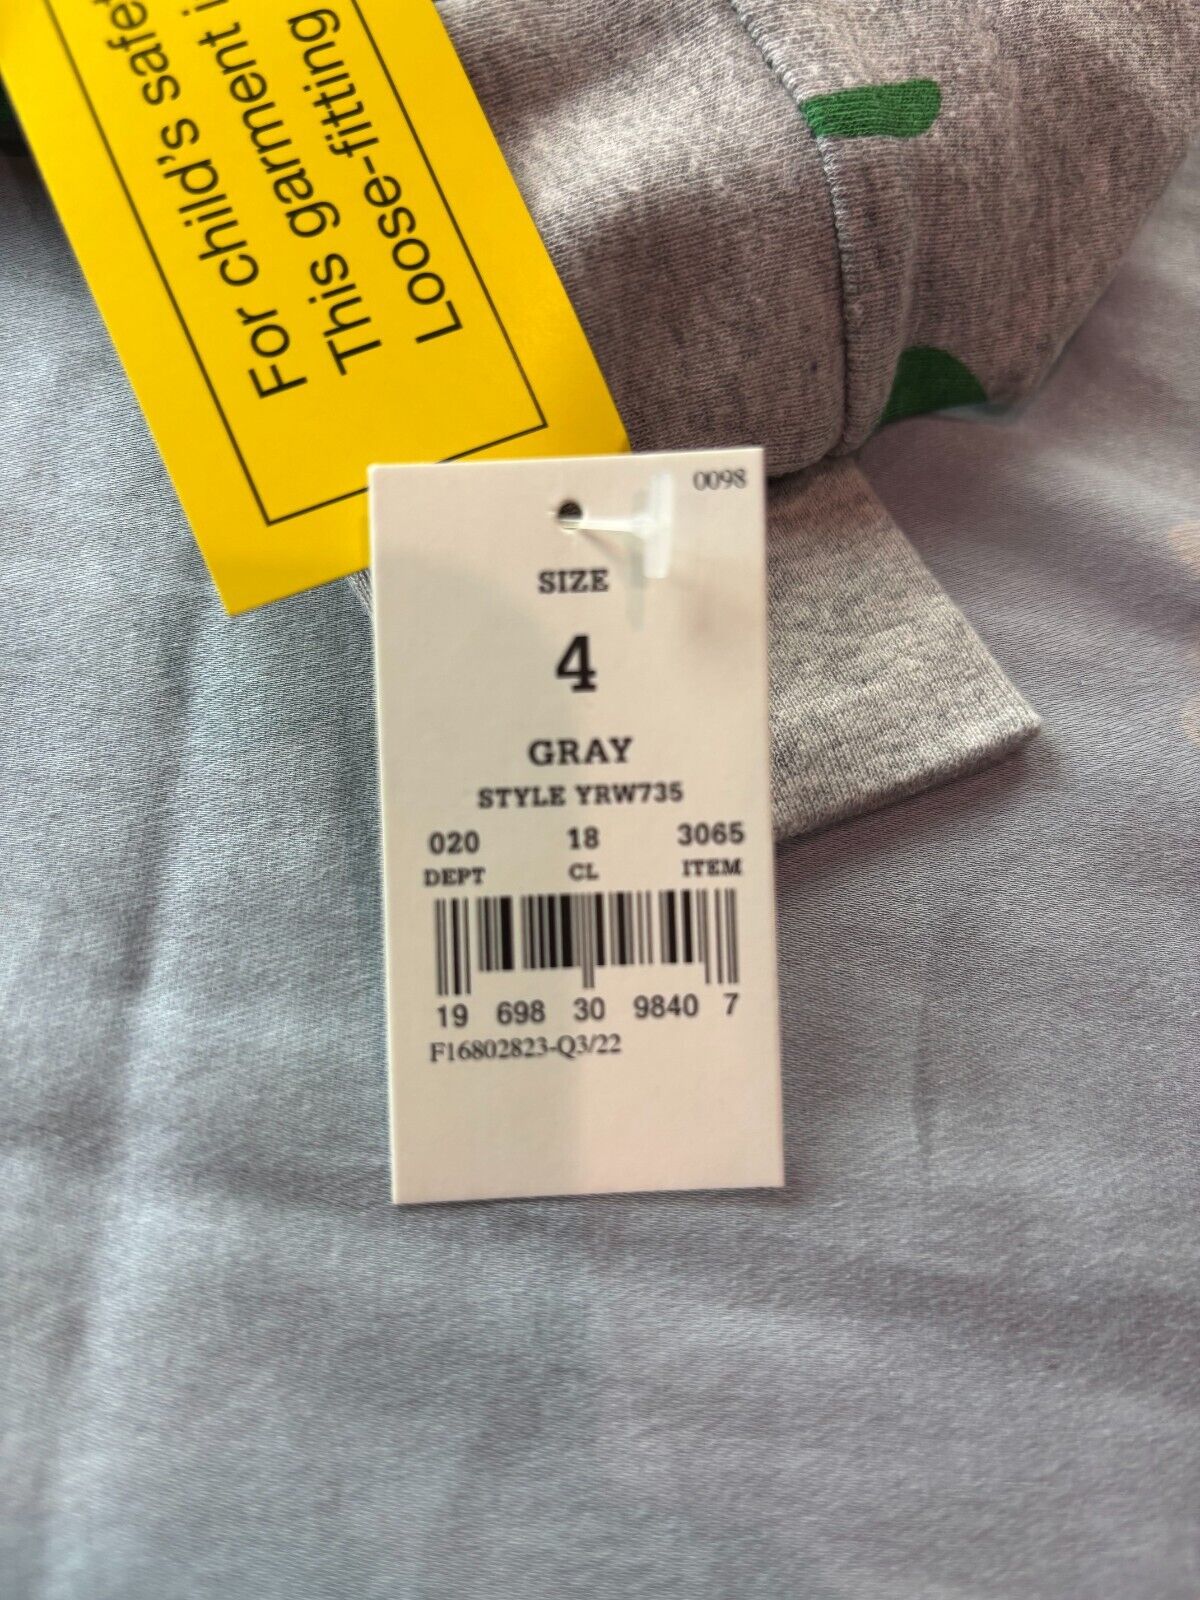 For child's safet
This garment i
Loose-fitting
0098
SIZE
4
GRAY
STYLE YRW735
020 18 3065
DEPT CL ITEM
19 698 30 9840 7
F16802823-Q3/22